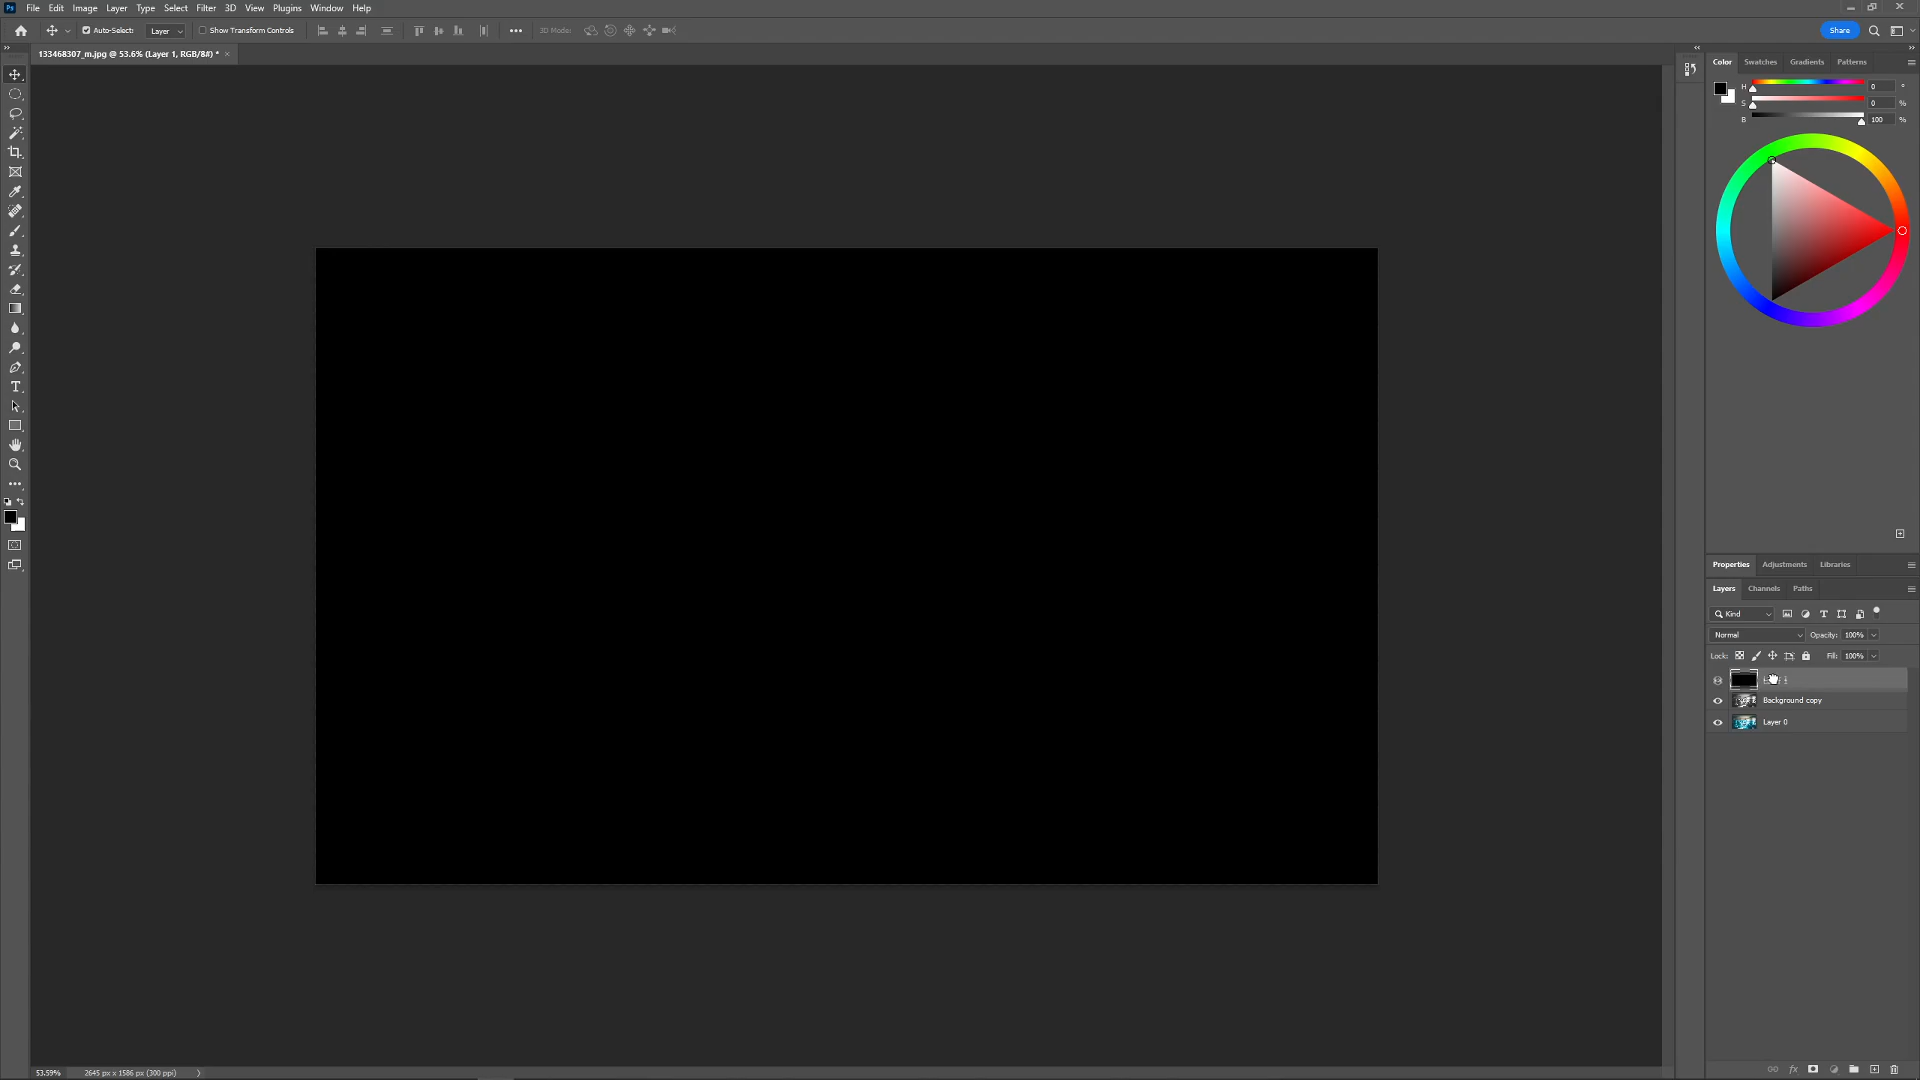 Ps File Edit Image Layer Type Select Filter 3D View Plugins Window Help
Auto-Select: Layer Show Transform Controls 3D Mode: Share
133468307_m.jpg @ 53.6% (Layer 1, RGB/8#) * ×
Color Swatches Gradients Patterns
H 0 °
S 0 %
B 100 %
Properties Adjustments Libraries
Layers Channels Paths
Kind
Normal Opacity: 100%
Lock: Fill: 100%
Background copy
Layer 0
fx
53.59% 2645 px x 1586 px (300 ppi)